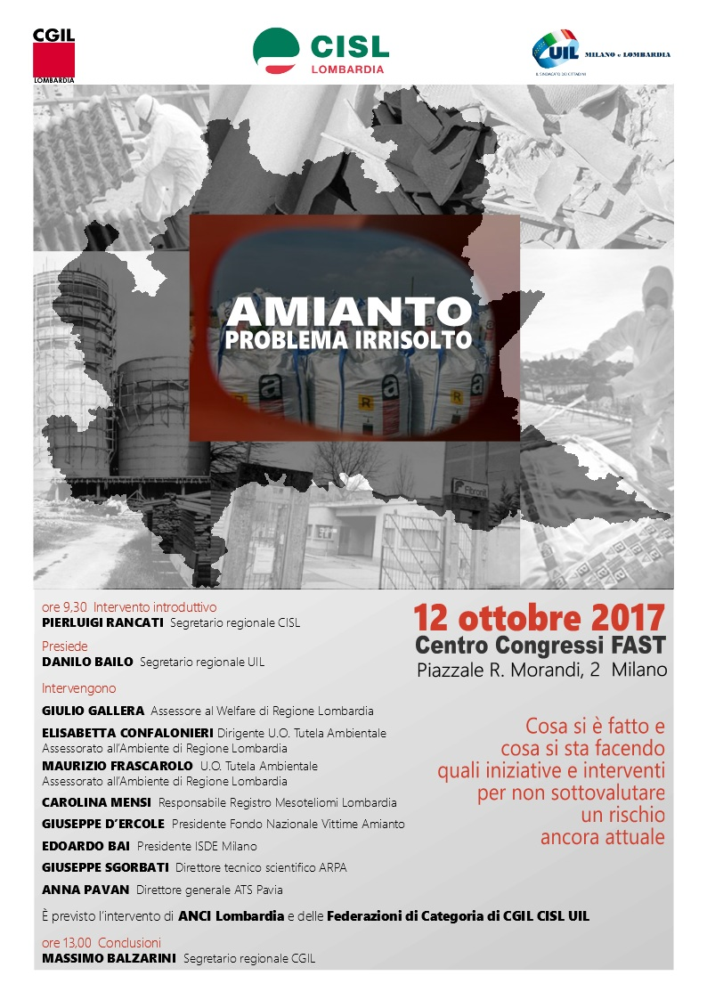 CGIL
LOMBARDIA
CISL
LOMBARDIA
UIL MILANO e LOMBARDIA
IL SINDACATO DEI CITTADINI
AMIANTO
PROBLEMA IRRISOLTO
a
R
a
R
a
Fibronit
ore 9,30 Intervento introduttivo
PIERLUIGI RANCATI Segretario regionale CISL
Presiede
DANILO BAILO Segretario regionale UIL
Intervengono
GIULIO GALLERA Assessore al Welfare di Regione Lombardia
ELISABETTA CONFALONIERI Dirigente U.O. Tutela Ambientale
Assessorato all'Ambiente di Regione Lombardia
MAURIZIO FRASCAROLO U.O. Tutela Ambientale
Assessorato all'Ambiente di Regione Lombardia
CAROLINA MENSI Responsabile Registro Mesoteliomi Lombardia
GIUSEPPE D'ERCOLE Presidente Fondo Nazionale Vittime Amianto
EDOARDO BAI Presidente ISDE Milano
GIUSEPPE SGORBATI Direttore tecnico scientifico ARPA
ANNA PAVAN Direttore generale ATS Pavia
È previsto l'intervento di ANCI Lombardia e delle Federazioni di Categoria di CGIL CISL UIL
ore 13,00 Conclusioni
MASSIMO BALZARINI Segretario regionale CGIL
12 ottobre 2017
Centro Congressi FAST
Piazzale R. Morandi, 2 Milano
Cosa si è fatto e
cosa si sta facendo
quali iniziative e interventi
per non sottovalutare
un rischio
ancora attuale